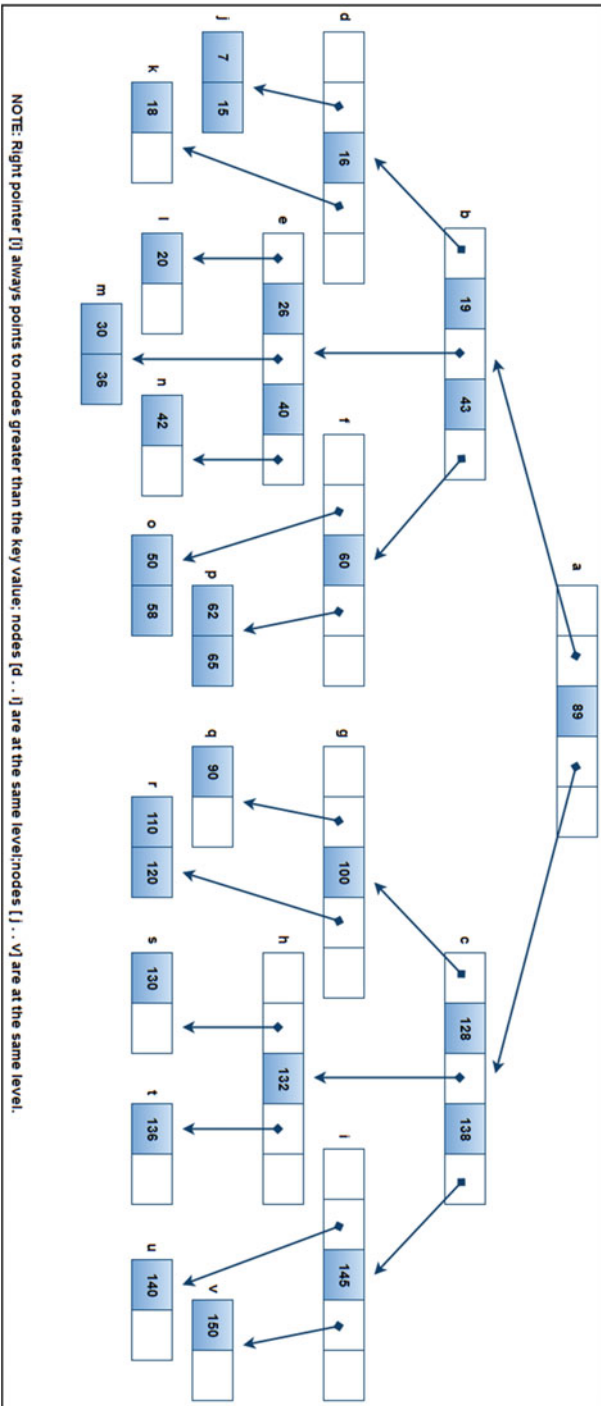 a
89
b
19 43
c
128 138
d
16
e
26 40
f
60
g
100
h
132
i
145
j
7 15
k
18
l
20
m
30 36
n
42
o
50 58
p
62 65
q
90
r
110 120
s
130
t
136
u
140
v
150
NOTE: Right pointer [i] always points to nodes greater than the key value; nodes [d . . i] are at the same level;nodes [ j . . v] are at the same level.